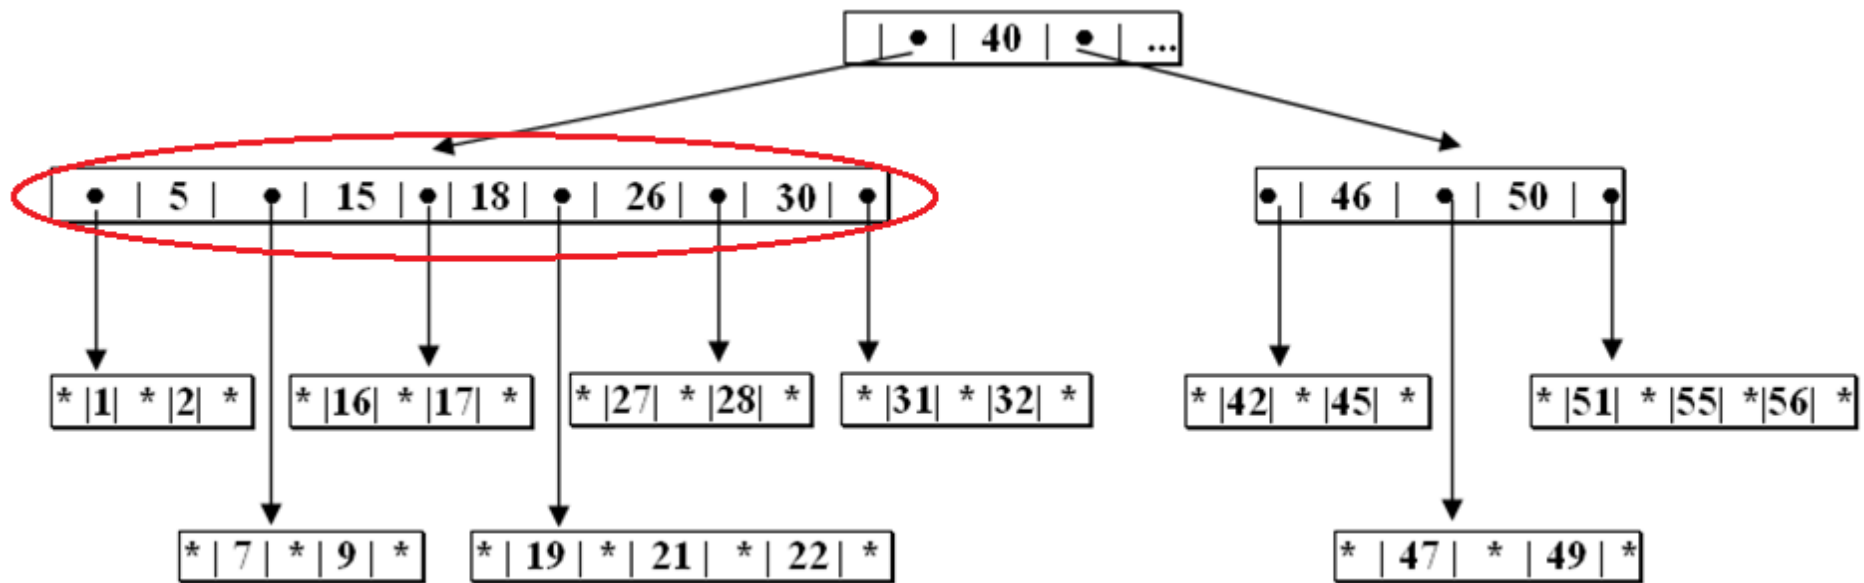 | • | 40 | • | ...
| • | 5 | • | 15 | • | 18 | • | 26 | • | 30 | •
• | 46 | • | 50 | •
* |1| * |2| *
* |16| * |17| *
* |27| * |28| *
* |31| * |32| *
* |42| * |45| *
* |51| * |55| *|56| *
* | 7 | * | 9 | *
* | 19 | * | 21 | * | 22 | *
* | 47 | * | 49 | *